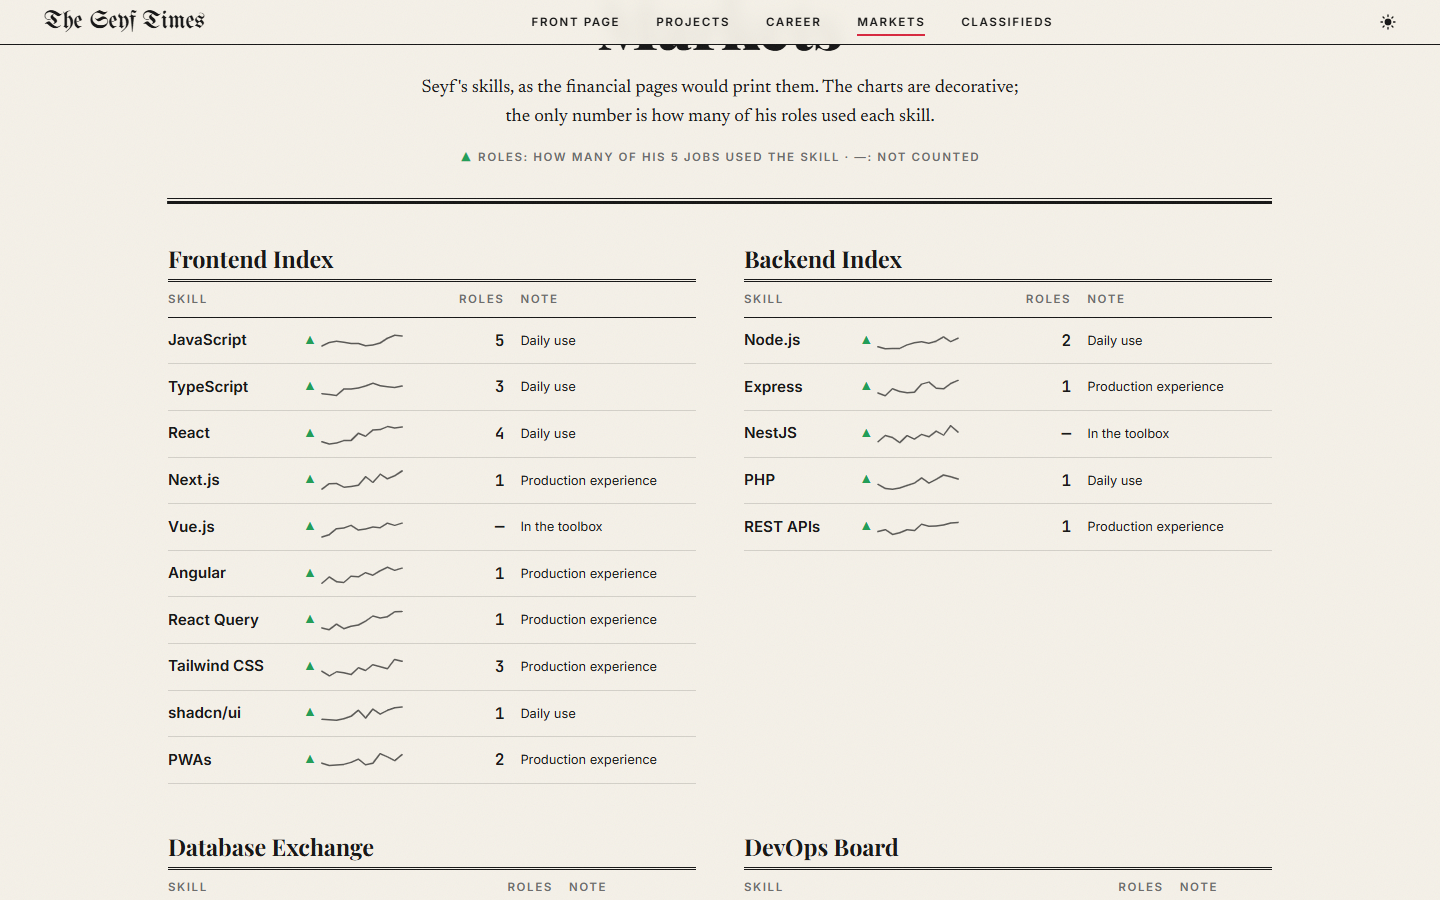 The Seyf Times
FRONT PAGE PROJECTS CAREER MARKETS CLASSIFIEDS
Markets
Seyf's skills, as the financial pages would print them. The charts are decorative;
the only number is how many of his roles used each skill.
▲ ROLES: HOW MANY OF HIS 5 JOBS USED THE SKILL · —: NOT COUNTED
Frontend Index
SKILL ROLES NOTE
JavaScript ▲ 5 Daily use
TypeScript ▲ 3 Daily use
React ▲ 4 Daily use
Next.js ▲ 1 Production experience
Vue.js ▲ — In the toolbox
Angular ▲ 1 Production experience
React Query ▲ 1 Production experience
Tailwind CSS ▲ 3 Production experience
shadcn/ui ▲ 1 Daily use
PWAs ▲ 2 Production experience
Backend Index
SKILL ROLES NOTE
Node.js ▲ 2 Daily use
Express ▲ 1 Production experience
NestJS ▲ — In the toolbox
PHP ▲ 1 Daily use
REST APIs ▲ 1 Production experience
Database Exchange
SKILL ROLES NOTE
DevOps Board
SKILL ROLES NOTE